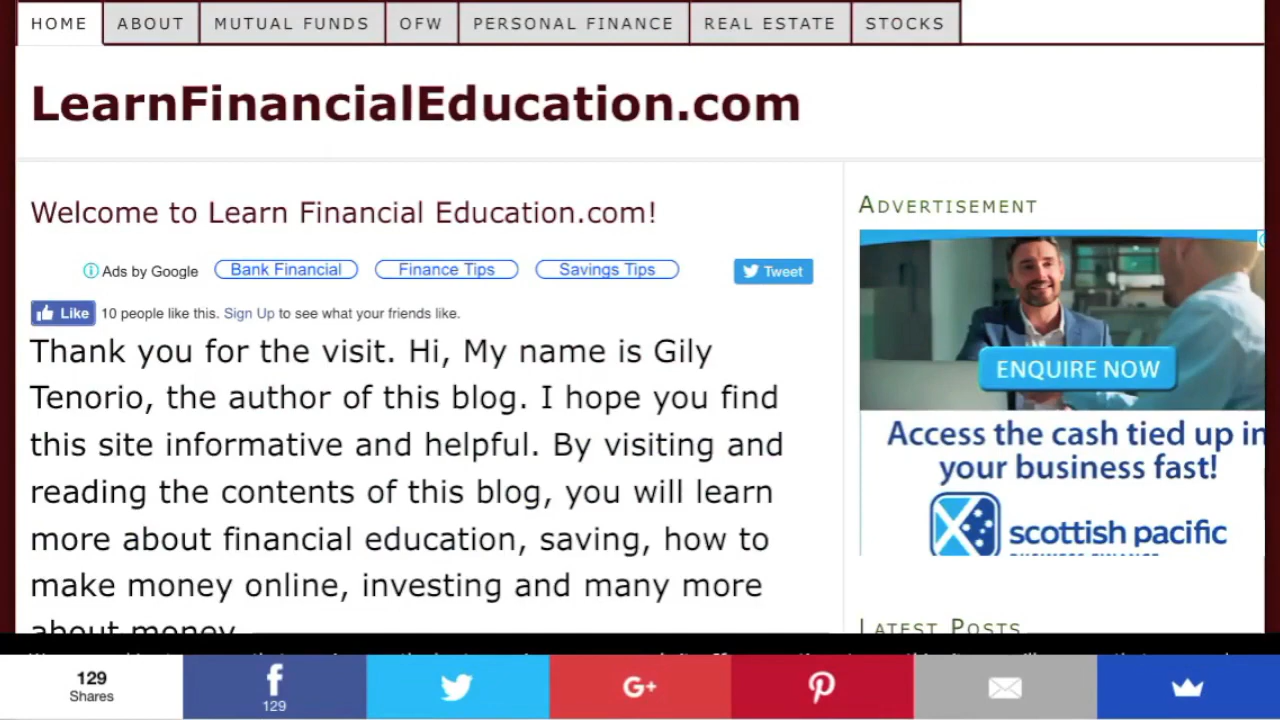 HOME ABOUT MUTUAL FUNDS OFW PERSONAL FINANCE REAL ESTATE STOCKS
LearnFinancialEducation.com
Welcome to Learn Financial Education.com!
Ads by Google Bank Financial Finance Tips Savings Tips Tweet
Like 10 people like this. Sign Up to see what your friends like.
Thank you for the visit. Hi, My name is Gily
Tenorio, the author of this blog. I hope you find
this site informative and helpful. By visiting and
reading the contents of this blog, you will learn
more about financial education, saving, how to
make money online, investing and many more
about money.
ADVERTISEMENT
ENQUIRE NOW
Access the cash tied up in
your business fast!
scottish pacific
LATEST POSTS
129
Shares
f
129
G+